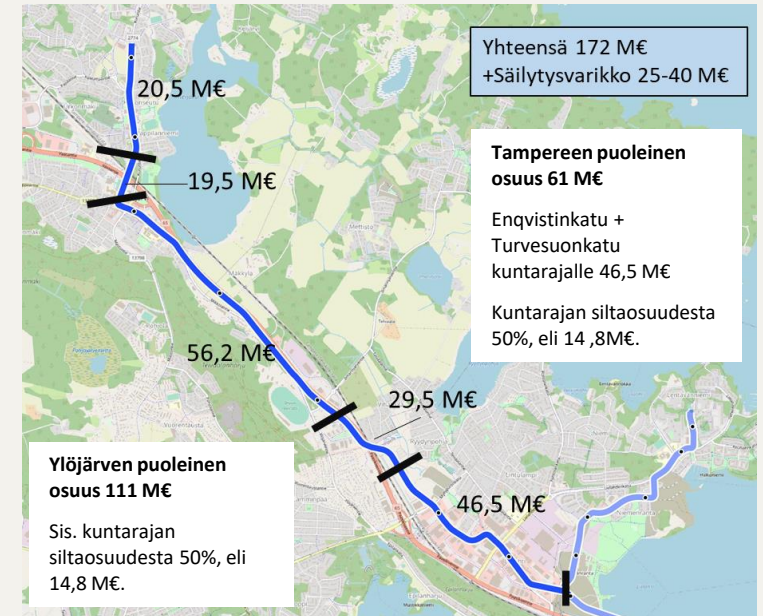 Yhteensä 172 M€
+Säilytysvarikko 25-40 M€
20,5 M€
19,5 M€
Tampereen puoleinen
osuus 61 M€
Enqvistinkatu +
Turvesuonkatu
kuntarajalle 46,5 M€
Kuntarajan siltaosuudesta
50%, eli 14 ,8M€.
56,2 M€
29,5 M€
46,5 M€
Ylöjärven puoleinen
osuus 111 M€
Sis. kuntarajan
siltaosuudesta 50%, eli
14,8 M€.